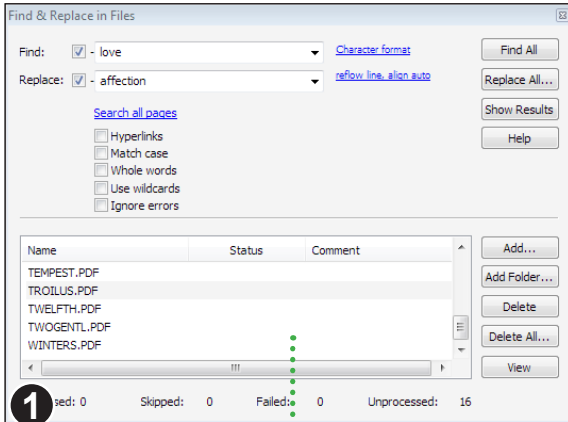 Find & Replace in Files
Find: - love Character format Find All
Replace: - affection reflow line, align auto Replace All...
Search all pages Show Results
Hyperlinks Help
Match case
Whole words
Use wildcards
Ignore errors
Name Status Comment Add...
TEMPEST.PDF Add Folder...
TROILUS.PDF
TWELFTH.PDF Delete
TWOGENTL.PDF Delete All...
WINTERS.PDF
View
1 sed: 0 Skipped: 0 Failed: 0 Unprocessed: 16